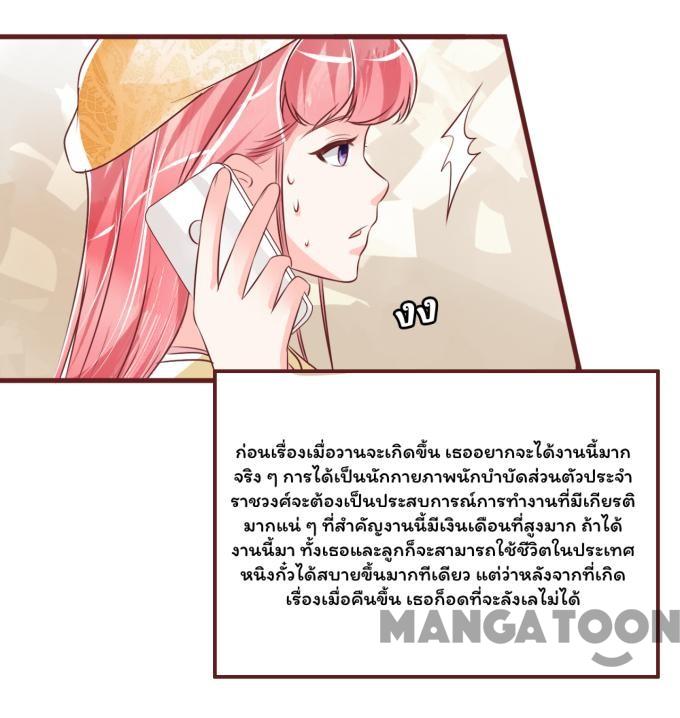 งง
ก่อนเรื่องเมื่อวานจะเกิดขึ้น เธออยากจะได้งานนี้มาก
จริง ๆ การได้เป็นนักกายภาพนักบำบัดส่วนตัวประจำ
ราชวงศ์จะต้องเป็นประสบการณ์การทำงานที่มีเกียรติ
มากแน่ ๆ ที่สำคัญงานนี้มีเงินเดือนที่สูงมาก ถ้าได้
งานนี้มา ทั้งเธอและลูกก็จะสามารถใช้ชีวิตในประเทศ
หนิงกั๋วได้สบายขึ้นมากทีเดียว แต่ว่าหลังจากที่เกิด
เรื่องเมื่อคืนขึ้น เธอก็อดที่จะลังเลไม่ได้
MANGATOON